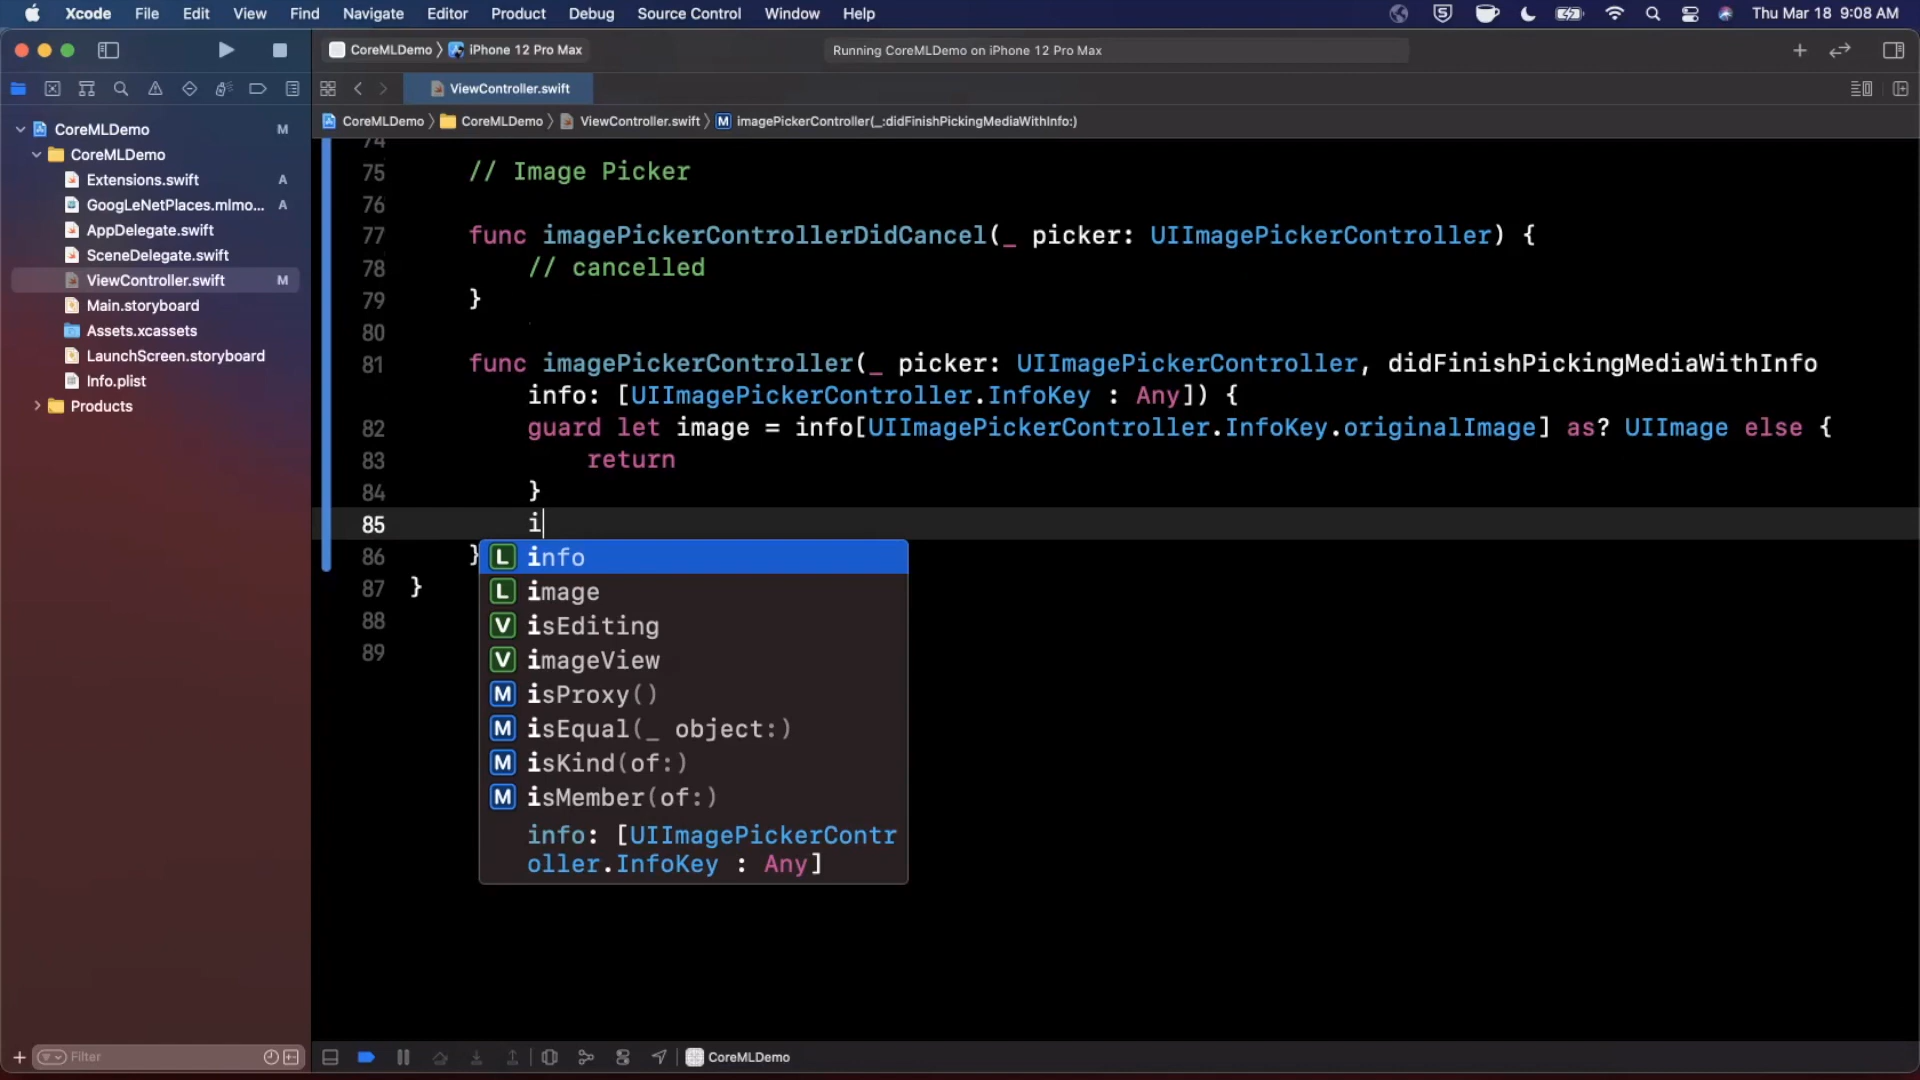 Xcode File Edit View Find Navigate Editor Product Debug Source Control Window Help Thu Mar 18 9:08 AM
CoreMLDemo iPhone 12 Pro Max Running CoreMLDemo on iPhone 12 Pro Max
ViewController.swift
CoreMLDemo CoreMLDemo ViewController.swift M imagePickerController(_:didFinishPickingMediaWithInfo:)
CoreMLDemo M
CoreMLDemo
Extensions.swift A
GoogLeNetPlaces.mlmo... A
AppDelegate.swift
SceneDelegate.swift
ViewController.swift M
Main.storyboard
Assets.xcassets
LaunchScreen.storyboard
Info.plist
Products
74
75 // Image Picker
76
77 func imagePickerControllerDidCancel(_ picker: UIImagePickerController) {
78 // cancelled
79 }
80
81 func imagePickerController(_ picker: UIImagePickerController, didFinishPickingMediaWithInfo
info: [UIImagePickerController.InfoKey : Any]) {
82 guard let image = info[UIImagePickerController.InfoKey.originalImage] as? UIImage else {
83 return
84 }
85 i
86 }
87 }
88
89
L info
L image
V isEditing
V imageView
M isProxy()
M isEqual(_ object:)
M isKind(of:)
M isMember(of:)
info: [UIImagePickerContr
oller.InfoKey : Any]
Filter
CoreMLDemo